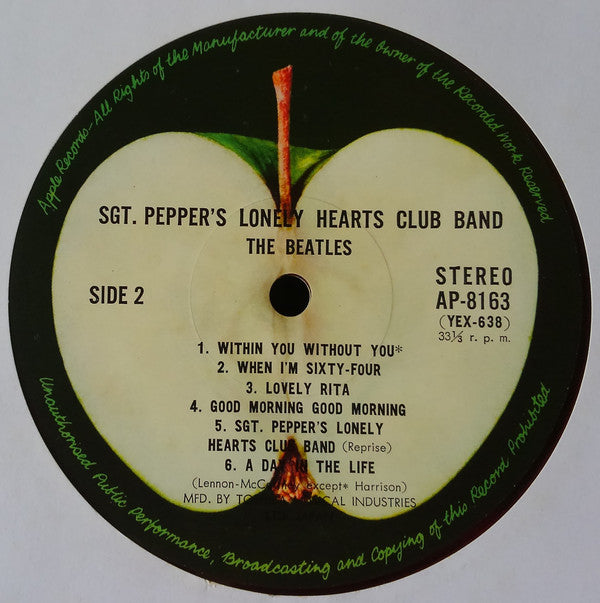 Apple Records-All Rights of the Manufacturer and of the Owner of the Recorded Work Reserved
SGT. PEPPER'S LONELY HEARTS CLUB BAND
THE BEATLES
SIDE 2
STEREO
AP-8163
(YEX-638)
33⅓ r. p. m.
1. WITHIN YOU WITHOUT YOU*
2. WHEN I'M SIXTY-FOUR
3. LOVELY RITA
4. GOOD MORNING GOOD MORNING
5. SGT. PEPPER'S LONELY
HEARTS CLUB BAND (Reprise)
6. A DAY IN THE LIFE
(Lennon-McCartney except* Harrison)
MFD. BY INDUSTRIES
Unauthorised Public Performance, Broadcasting and Copying of this Record Prohibited